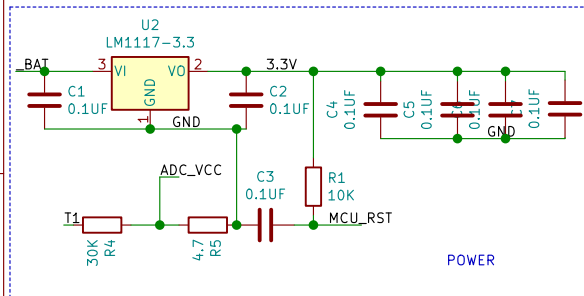 U2
LM1117-3.3
_BAT
3
VI
VO
2
3.3V
GND
1
C1
0.1UF
C2
0.1UF
GND
C4
0.1UF
C5
0.1UF
0.1UF
0.1UF
GND
ADC_VCC
C3
0.1UF
R1
10K
T1
30K
R4
4.7
R5
MCU_RST
POWER